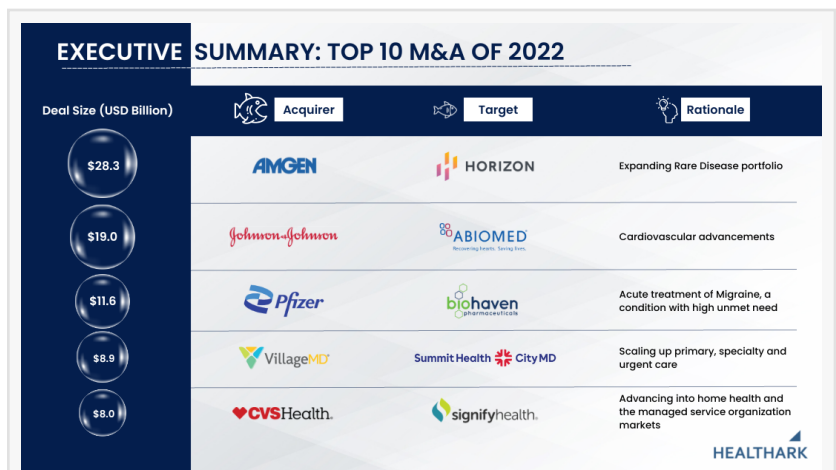 EXECUTIVE SUMMARY: TOP 10 M&A OF 2022
Deal Size (USD Billion) Acquirer Target Rationale
$28.3 AMGEN HORIZON Expanding Rare Disease portfolio
$19.0 Johnson&Johnson ABIOMED Cardiovascular advancements
Recovering hearts. Saving lives.
$11.6 Pfizer biohaven pharmaceuticals Acute treatment of Migraine, a
condition with high unmet need
$8.9 VillageMD Summit Health CityMD Scaling up primary, specialty and
urgent care
$8.0 CVSHealth. signifyhealth. Advancing into home health and
the managed service organization
markets
HEALTHARK